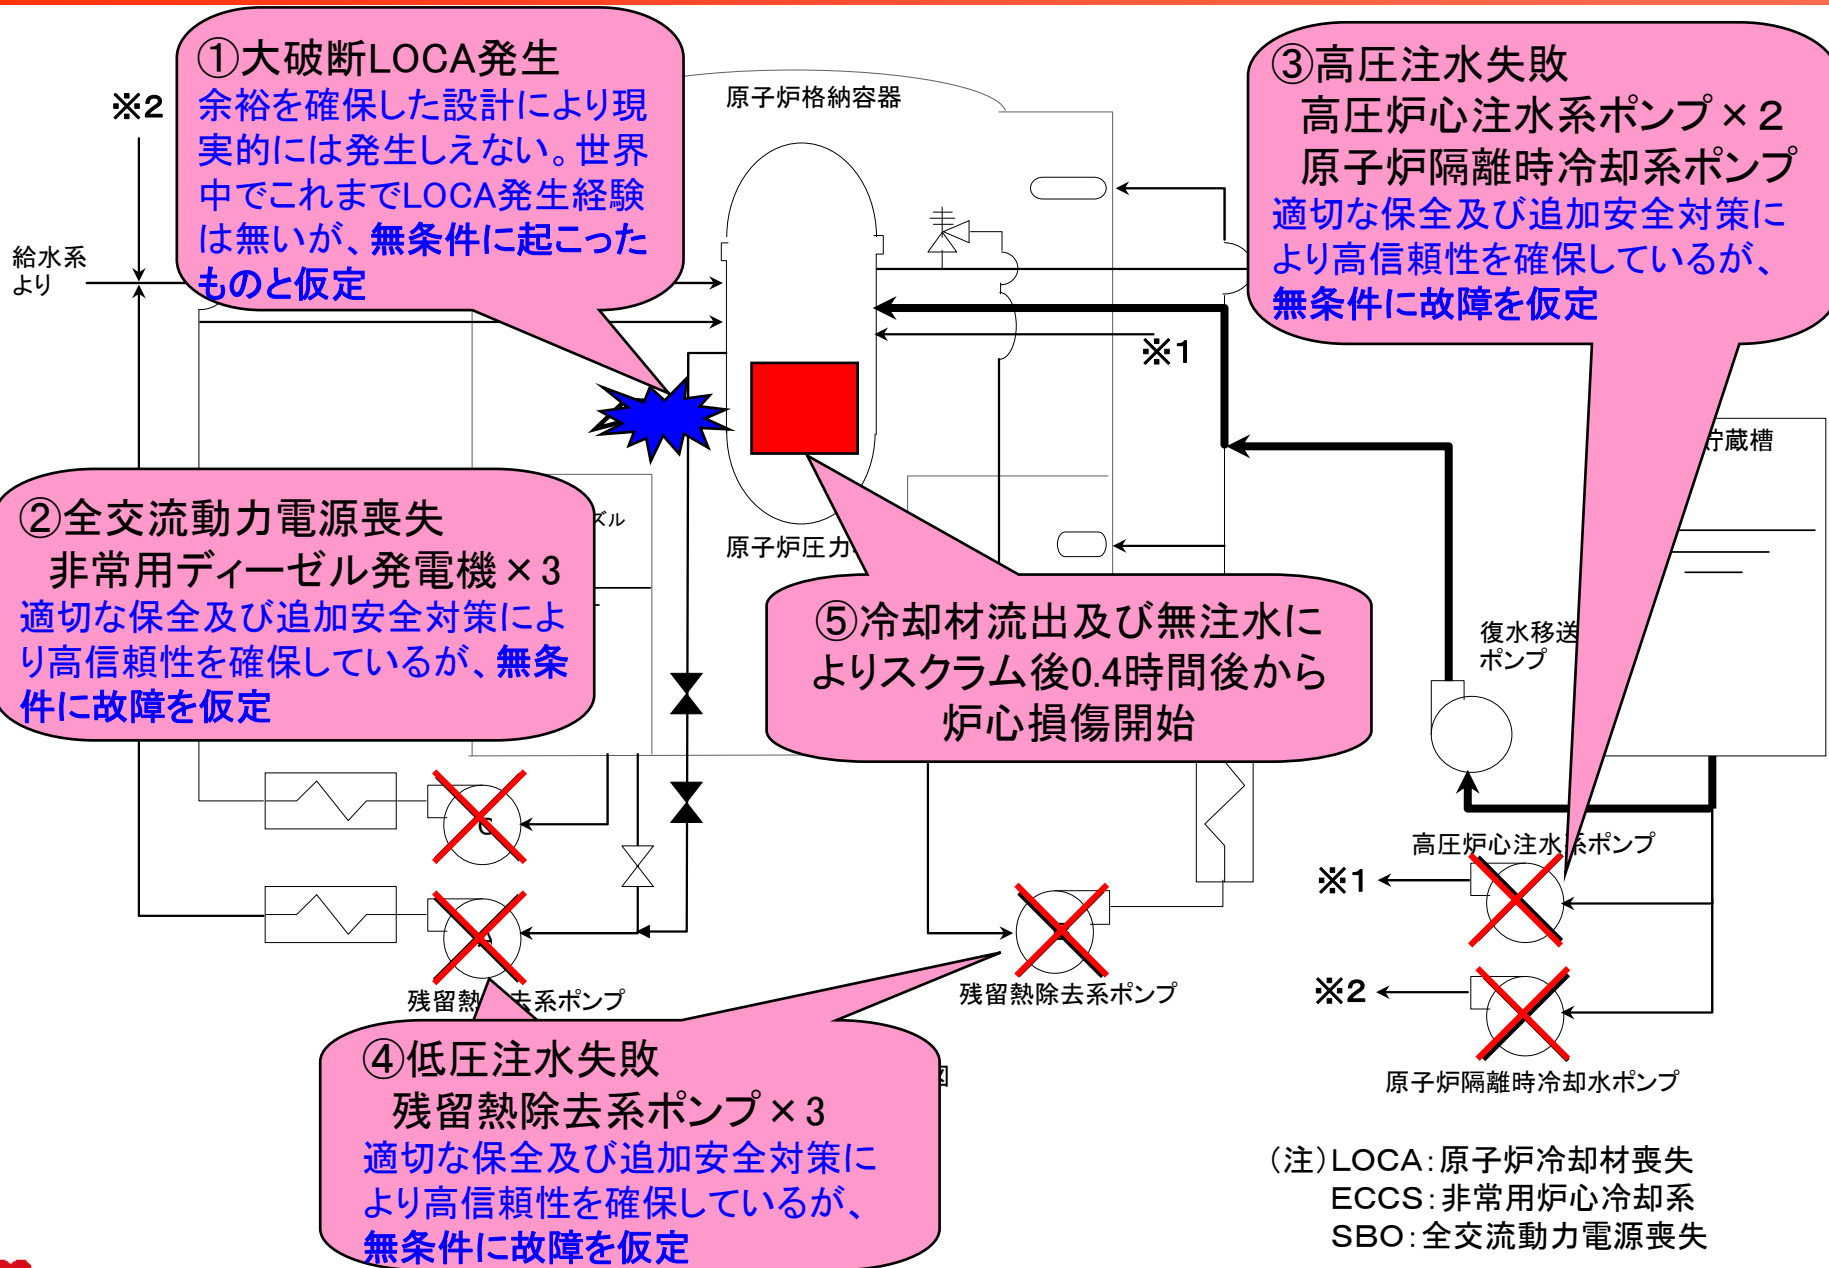 ①大破断LOCA発生
余裕を確保した設計により現
実的には発生しえない。世界
中でこれまでLOCA発生経験
は無いが、無条件に起こった
ものと仮定
※2
原子炉格納容器
③高圧注水失敗
高圧炉心注水系ポンプ×2
原子炉隔離時冷却系ポンプ
適切な保全及び追加安全対策に
より高信頼性を確保しているが、
無条件に故障を仮定
給水系
より
※1
貯蔵槽
②全交流動力電源喪失
非常用ディーゼル発電機×3
適切な保全及び追加安全対策によ
り高信頼性を確保しているが、無条
件に故障を仮定
ズル
原子炉圧力
⑤冷却材流出及び無注水に
よりスクラム後0.4時間後から
炉心損傷開始
復水移送
ポンプ
C
A
高圧炉心注水系ポンプ
※1
残留熱去系ポンプ
残留熱除去系ポンプ
※2
原子炉隔離時冷却水ポンプ
④低圧注水失敗
残留熱除去系ポンプ×3
適切な保全及び追加安全対策に
より高信頼性を確保しているが、
無条件に故障を仮定
(注)LOCA:原子炉冷却材喪失
ECCS:非常用炉心冷却系
SBO:全交流動力電源喪失